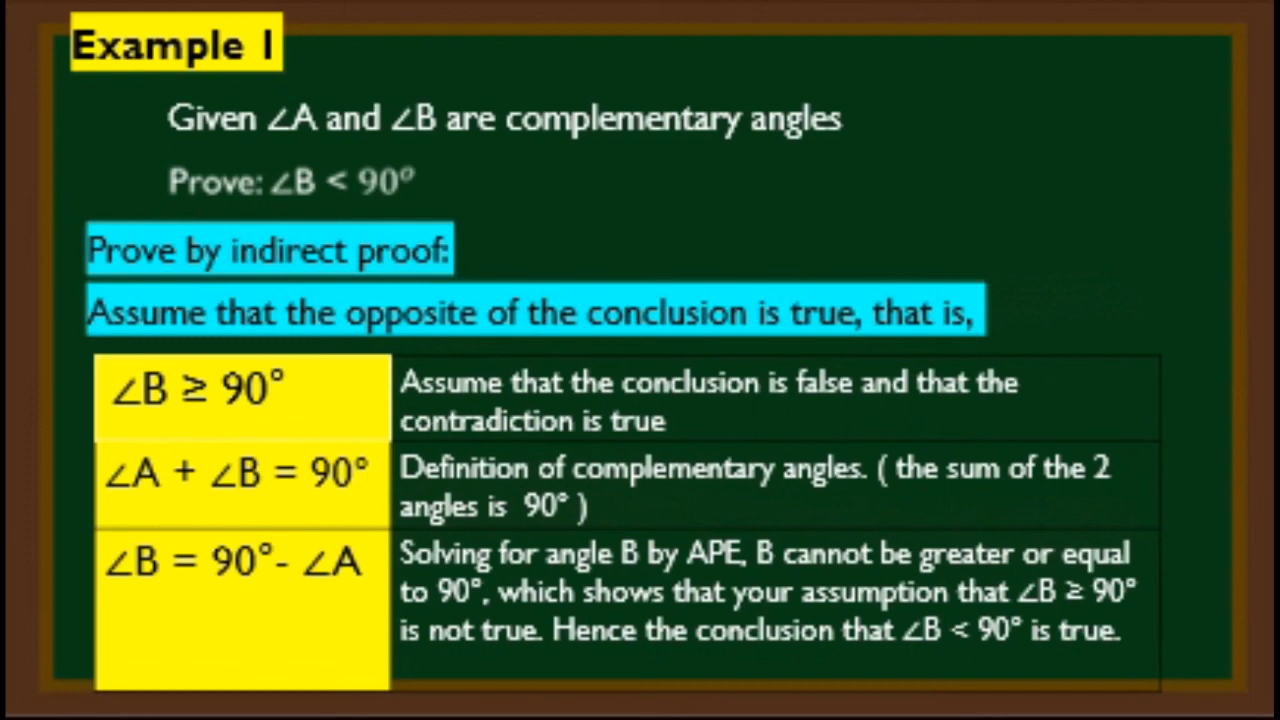 Example 1
Given ∠A and ∠B are complementary angles
Prove: ∠B < 90°
Prove by indirect proof:
Assume that the opposite of the conclusion is true, that is,
∠B ≥ 90°
Assume that the conclusion is false and that the
contradiction is true
∠A + ∠B = 90°
Definition of complementary angles. ( the sum of the 2
angles is 90° )
∠B = 90°- ∠A
Solving for angle B by APE, B cannot be greater or equal
to 90°, which shows that your assumption that ∠B ≥ 90°
is not true. Hence the conclusion that ∠B < 90° is true.